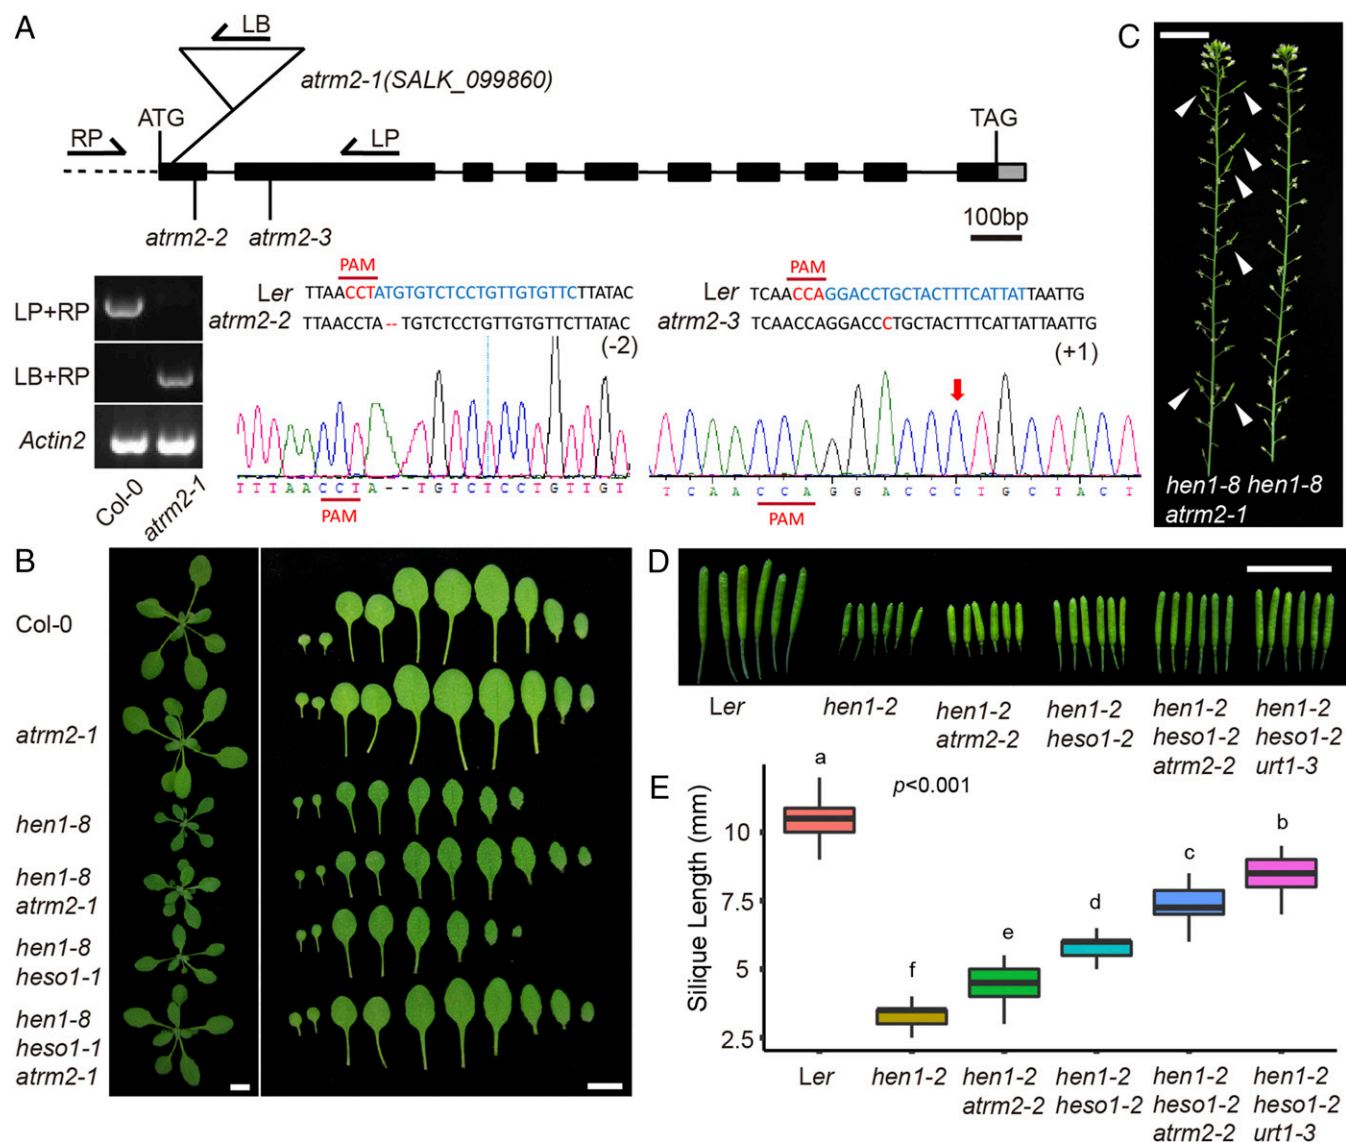 A
LB
atrm2-1(SALK_099860)
ATG
TAG
RP
LP
atrm2-2
atrm2-3
100bp
LP+RP
LB+RP
Actin2
Col-0
atrm2-1
PAM
Ler
TTAACCTATGTGTCTCCTGTTGTGTTCTTATAC
atrm2-2
TTAACCTA--TGTCTCCTGTTGTGTTCTTATAC
(-2)
TTTAACCTA--TGTCTCCTGTTGT
PAM
PAM
Ler
TCAACCAGGACCTGCTACTTTCATTATTAATTG
atrm2-3
TCAACCAGGACCCTGCTACTTTCATTATTAATTG
(+1)
TCAACCAGGACCCTGCTACT
PAM
C
hen1-8 hen1-8
atrm2-1
B
Col-0
atrm2-1
hen1-8
hen1-8
atrm2-1
hen1-8
heso1-1
hen1-8
heso1-1
atrm2-1
D
Ler
hen1-2
hen1-2
atrm2-2
hen1-2
heso1-2
hen1-2
heso1-2
atrm2-2
hen1-2
heso1-2
urt1-3
E
p<0.001
Silique Length (mm)
10
7.5
5
2.5
a
f
e
d
c
b
Ler
hen1-2
hen1-2
atrm2-2
hen1-2
heso1-2
hen1-2
heso1-2
atrm2-2
hen1-2
heso1-2
urt1-3